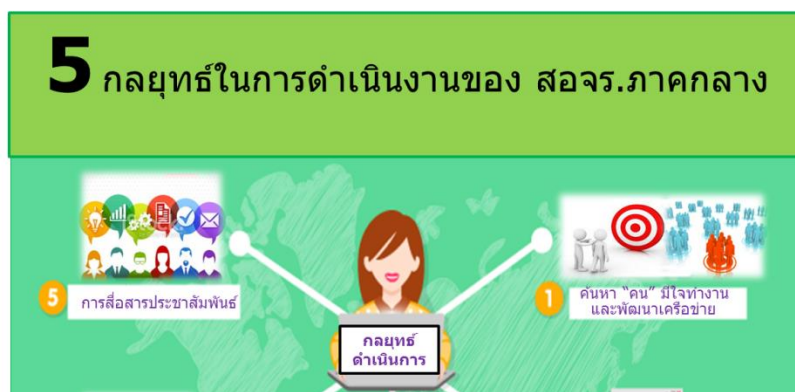 5 กลยุทธ์ในการดำเนินงานของ สอจร.ภาคกลาง
5 การสื่อสารประชาสัมพันธ์
1 ค้นหา “คน” มีใจทำงาน
และพัฒนาเครือข่าย
กลยุทธ์
ดำเนินการ